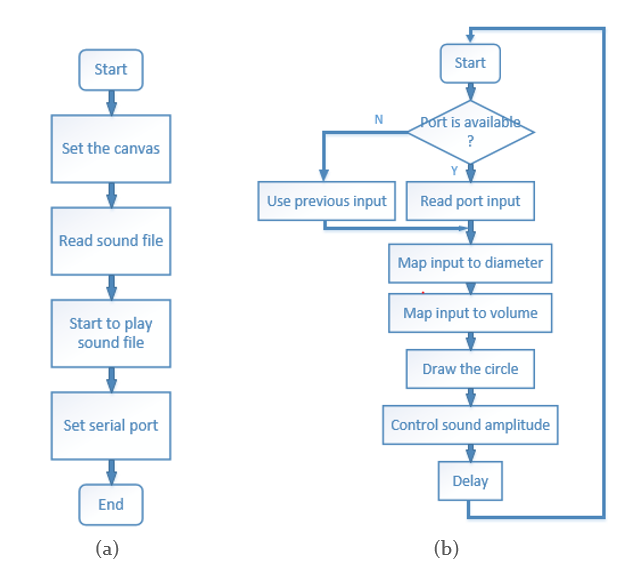 Start
Set the canvas
Read sound file
Start to play
sound file
Set serial port
End
(a)
Start
Port is available
?
N
Y
Use previous input
Read port input
Map input to diameter
Map input to volume
Draw the circle
Control sound amplitude
Delay
(b)